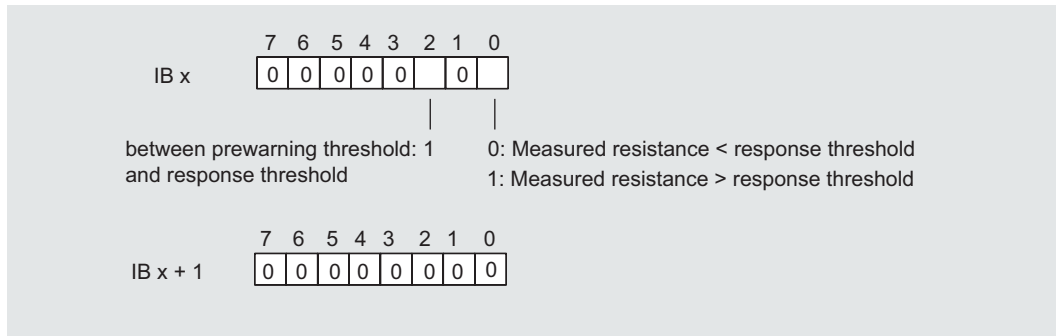 7 6 5 4 3 2 1 0
IB x 0 0 0 0 0 0
between prewarning threshold: 1 0: Measured resistance < response threshold
and response threshold 1: Measured resistance > response threshold
7 6 5 4 3 2 1 0
IB x + 1 0 0 0 0 0 0 0 0